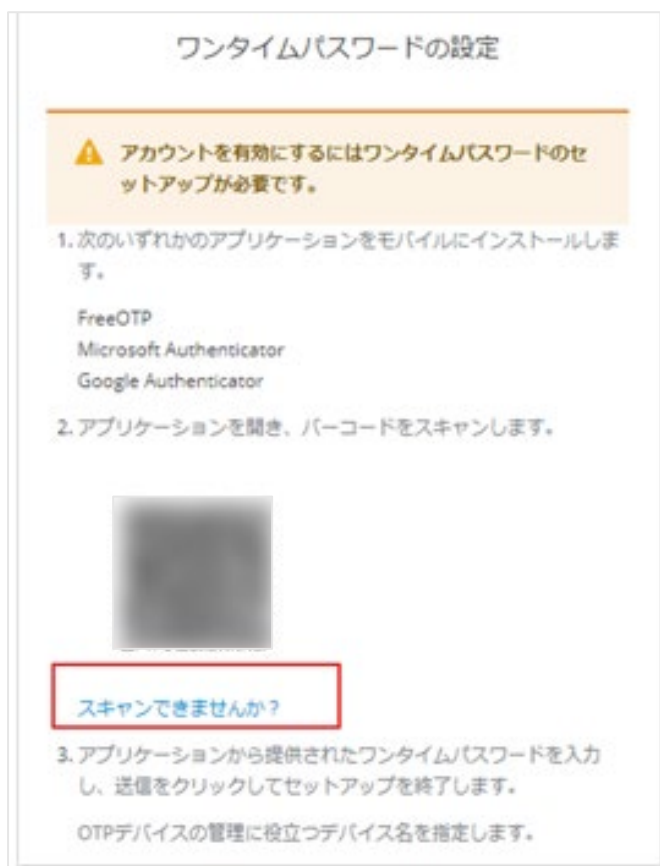 ワンタイムパスワードの設定
アカウントを有効にするにはワンタイムパスワードのセ
ットアップが必要です。
1. 次のいずれかのアプリケーションをモバイルにインストールしま
す。
FreeOTP
Microsoft Authenticator
Google Authenticator
2. アプリケーションを開き、バーコードをスキャンします。
スキャンできませんか?
3. アプリケーションから提供されたワンタイムパスワードを入力
し、送信をクリックしてセットアップを終了します。
OTPデバイスの管理に役立つデバイス名を指定します。